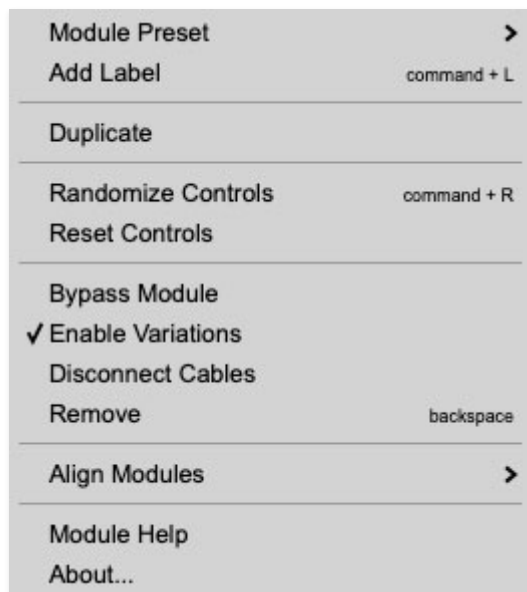 Module Preset >
Add Label command + L
Duplicate
Randomize Controls command + R
Reset Controls
Bypass Module
✓ Enable Variations
Disconnect Cables
Remove backspace
Align Modules >
Module Help
About...